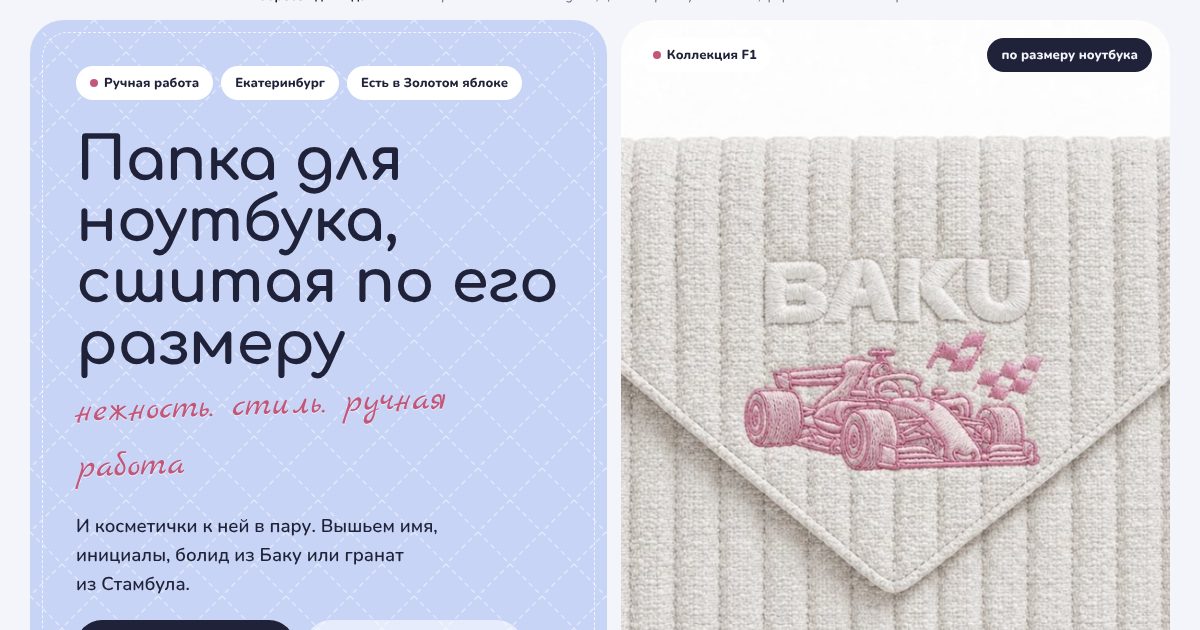 Ручная работа
Екатеринбург
Есть в Золотом яблоке
Папка для
ноутбука,
сшитая по его
размеру
нежность. стиль. ручная
работа
И косметички к ней в пару. Вышьем имя,
инициалы, болид из Баку или гранат
из Стамбула.
Коллекция F1
по размеру ноутбука
BAKU